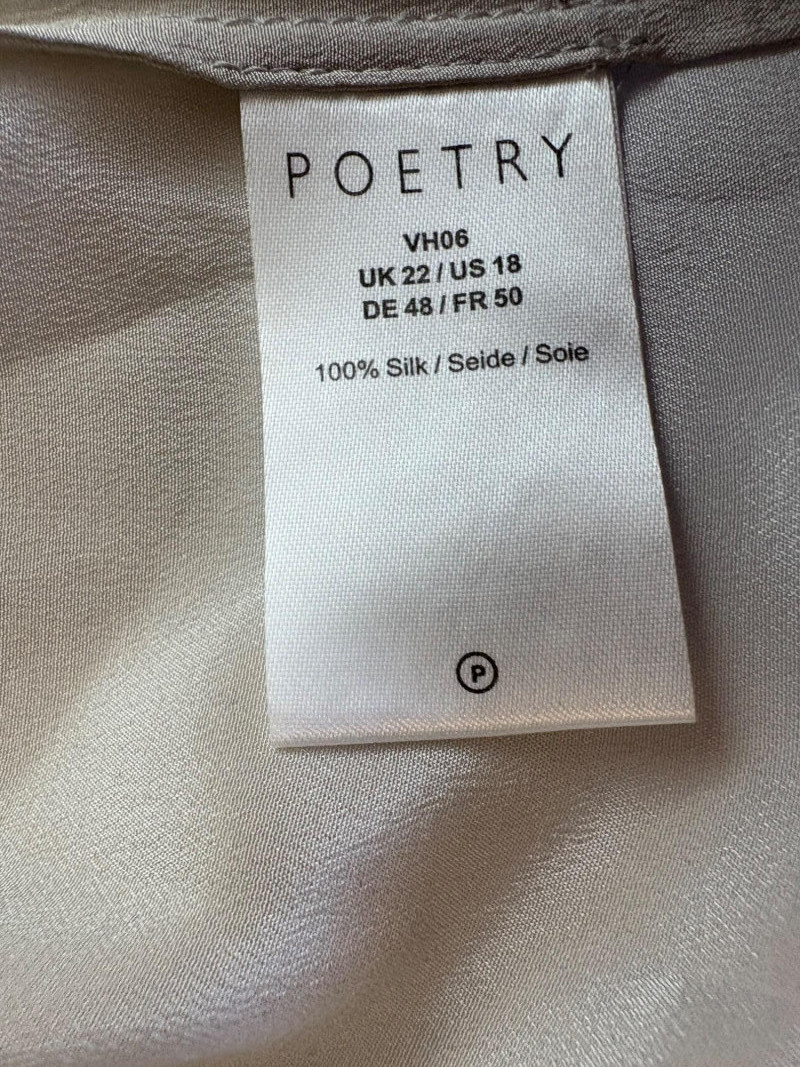 POETRY
VH06
UK 22 / US 18
DE 48 / FR 50
100% Silk / Seide / Soie
P